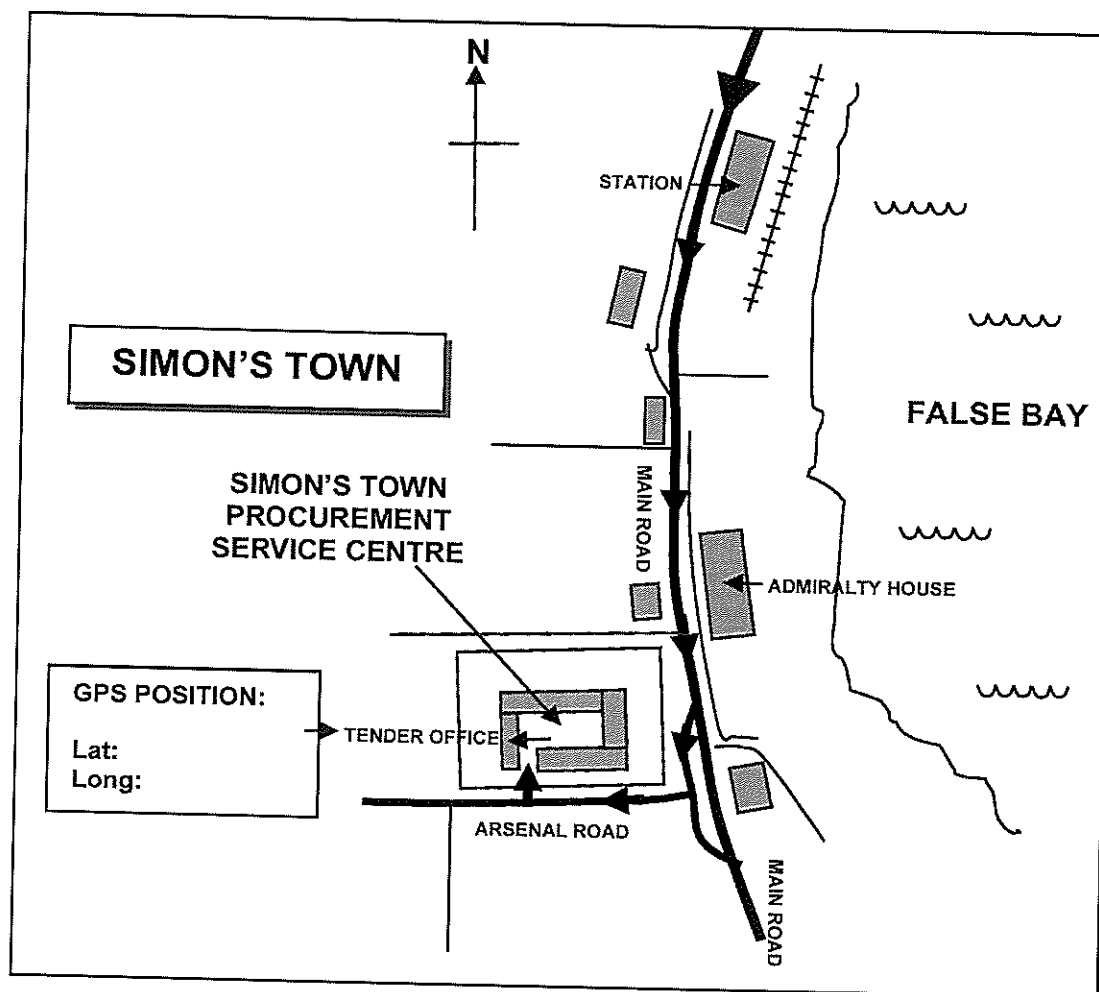 N
STATION
SIMON'S TOWN
FALSE BAY
SIMON'S TOWN
PROCUREMENT
SERVICE CENTRE
MAIN ROAD
ADMIRALTY HOUSE
GPS POSITION:
Lat:
Long:
TENDER OFFICE
ARSENAL ROAD
MAIN ROAD